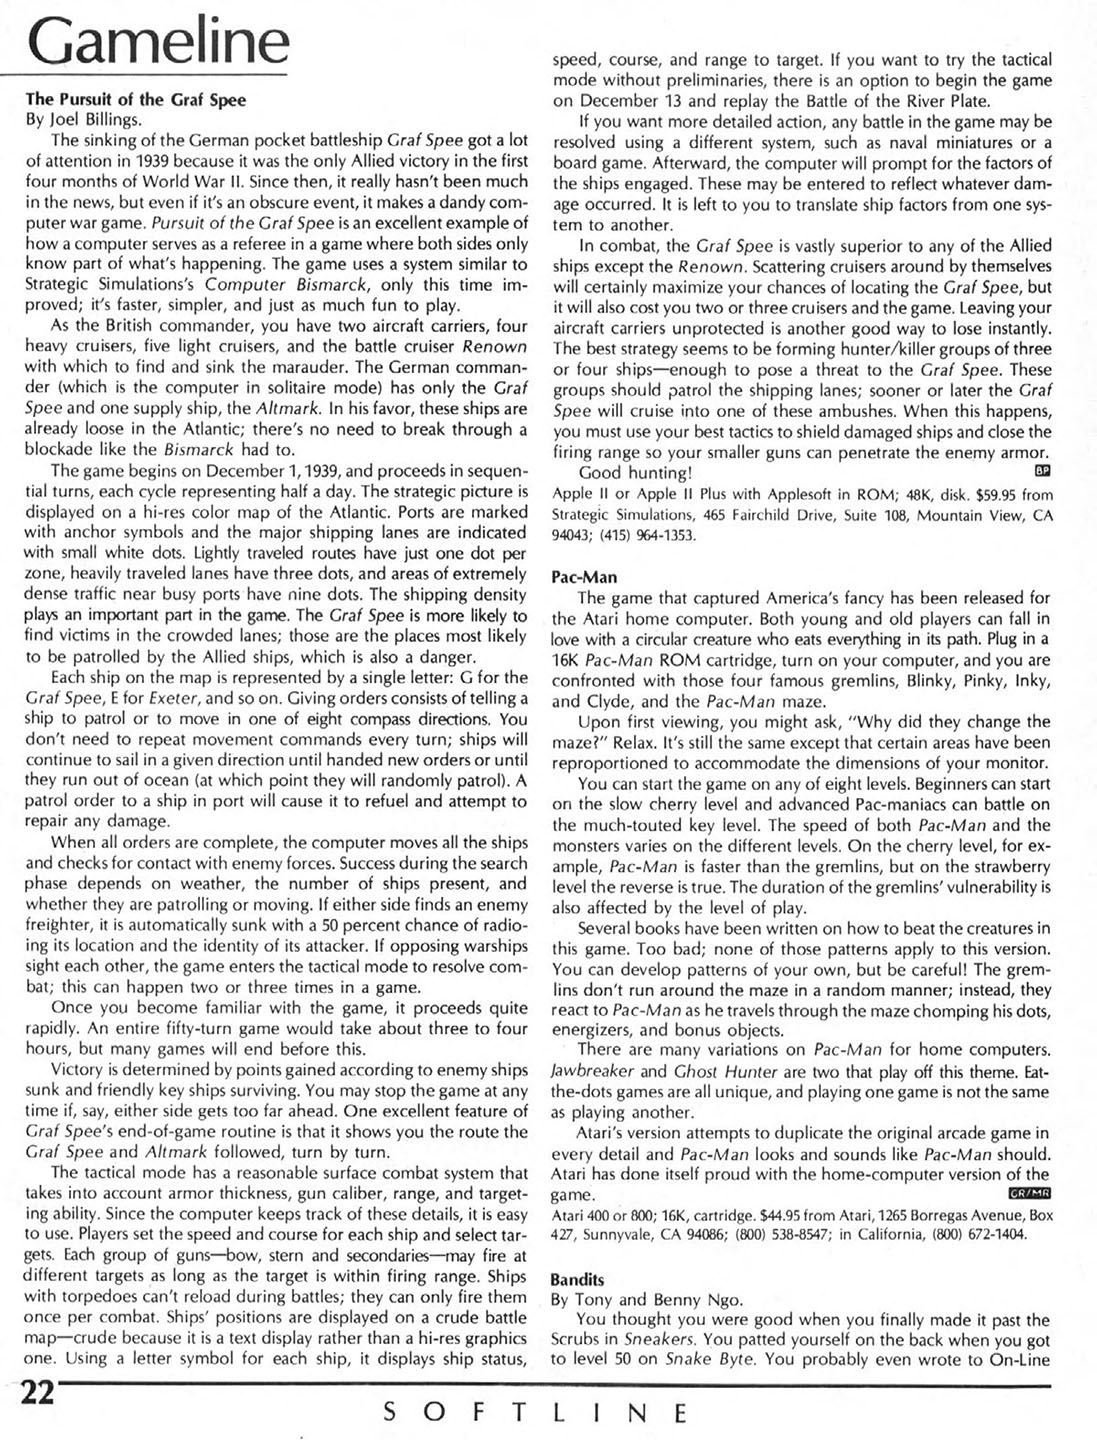 Gameline
The Pursuit of the Graf Spee
By Joel Billings.
The sinking of the German pocket battleship Graf Spee got a lot
of attention in 1939 because it was the only Allied victory in the first
four months of World War II. Since then, it really hasn't been much
in the news, but even if it's an obscure event, it makes a dandy com-
puter war game. Pursuit of the Graf Spee is an excellent example of
how a computer serves as a referee in a game where both sides only
know part of what's happening. The game uses a system similar to
Strategic Simulations's Computer Bismarck, only this time im-
proved; it's faster, simpler, and just as much fun to play.
As the British commander, you have two aircraft carriers, four
heavy cruisers, five light cruisers, and the battle cruiser Renown
with which to find and sink the marauder. The German comman-
der (which is the computer in solitaire mode) has only the Graf
Spee and one supply ship, the Altmark. In his favor, these ships are
already loose in the Atlantic; there's no need to break through a
blockade like the Bismarck had to.
The game begins on December 1, 1939, and proceeds in sequen-
tial turns, each cycle representing half a day. The strategic picture is
displayed on a hi-res color map of the Atlantic. Ports are marked
with anchor symbols and the major shipping lanes are indicated
with small white dots. Lightly traveled routes have just one dot per
zone, heavily traveled lanes have three dots, and areas of extremely
dense traffic near busy ports have nine dots. The shipping density
plays an important part in the game. The Graf Spee is more likely to
find victims in the crowded lanes; those are the places most likely
to be patrolled by the Allied ships, which is also a danger.
Each ship on the map is represented by a single letter: G for the
Graf Spee, E for Exeter, and so on. Giving orders consists of telling a
ship to patrol or to move in one of eight compass directions. You
don't need to repeat movement commands every turn; ships will
continue to sail in a given direction until handed new orders or until
they run out of ocean (at which point they will randomly patrol). A
patrol order to a ship in port will cause it to refuel and attempt to
repair any damage.
When all orders are complete, the computer moves all the ships
and checks for contact with enemy forces. Success during the search
phase depends on weather, the number of ships present, and
whether they are patrolling or moving. If either side finds an enemy
freighter, it is automatically sunk with a 50 percent chance of radio-
ing its location and the identity of its attacker. If opposing warships
sight each other, the game enters the tactical mode to resolve com-
bat; this can happen two or three times in a game.
Once you become familiar with the game, it proceeds quite
rapidly. An entire fifty-turn game would take about three to four
hours, but many games will end before this.
Victory is determined by points gained according to enemy ships
sunk and friendly key ships surviving. You may stop the game at any
time if, say, either side gets too far ahead. One excellent feature of
Graf Spee's end-of-game routine is that it shows you the route the
Graf Spee and Altmark followed, turn by turn.
The tactical mode has a reasonable surface combat system that
takes into account armor thickness, gun caliber, range, and target-
ing ability. Since the computer keeps track of these details, it is easy
to use. Players set the speed and course for each ship and select tar-
gets. Each group of guns—bow, stern and secondaries—may fire at
different targets as long as the target is within firing range. Ships
with torpedoes can't reload during battles; they can only fire them
once per combat. Ships' positions are displayed on a crude battle
map—crude because it is a text display rather than a hi-res graphics
one. Using a letter symbol for each ship, it displays ship status,
speed, course, and range to target. If you want to try the tactical
mode without preliminaries, there is an option to begin the game
on December 13 and replay the Battle of the River Plate.
If you want more detailed action, any battle in the game may be
resolved using a different system, such as naval miniatures or a
board game. Afterward, the computer will prompt for the factors of
the ships engaged. These may be entered to reflect whatever dam-
age occurred. It is left to you to translate ship factors from one sys-
tem to another.
In combat, the Graf Spee is vastly superior to any of the Allied
ships except the Renown. Scattering cruisers around by themselves
will certainly maximize your chances of locating the Graf Spee, but
it will also cost you two or three cruisers and the game. Leaving your
aircraft carriers unprotected is another good way to lose instantly.
The best strategy seems to be forming hunter/killer groups of three
or four ships—enough to pose a threat to the Graf Spee. These
groups should patrol the shipping lanes; sooner or later the Graf
Spee will cruise into one of these ambushes. When this happens,
you must use your best tactics to shield damaged ships and close the
firing range so your smaller guns can penetrate the enemy armor.
Good hunting! BP
Apple II or Apple II Plus with Applesoft in ROM; 48K, disk. $59.95 from
Strategic Simulations, 465 Fairchild Drive, Suite 108, Mountain View, CA
94043; (415) 964-1353.
Pac-Man
The game that captured America's fancy has been released for
the Atari home computer. Both young and old players can fall in
love with a circular creature who eats everything in its path. Plug in a
16K Pac-Man ROM cartridge, turn on your computer, and you are
confronted with those four famous gremlins, Blinky, Pinky, Inky,
and Clyde, and the Pac-Man maze.
Upon first viewing, you might ask, "Why did they change the
maze?" Relax. It's still the same except that certain areas have been
reproportioned to accommodate the dimensions of your monitor.
You can start the game on any of eight levels. Beginners can start
on the slow cherry level and advanced Pac-maniacs can battle on
the much-touted key level. The speed of both Pac-Man and the
monsters varies on the different levels. On the cherry level, for ex-
ample, Pac-Man is faster than the gremlins, but on the strawberry
level the reverse is true. The duration of the gremlins' vulnerability is
also affected by the level of play.
Several books have been written on how to beat the creatures in
this game. Too bad; none of those patterns apply to this version.
You can develop patterns of your own, but be careful! The grem-
lins don't run around the maze in a random manner; instead, they
react to Pac-Man as he travels through the maze chomping his dots,
energizers, and bonus objects.
There are many variations on Pac-Man for home computers.
Jawbreaker and Ghost Hunter are two that play off this theme. Eat-
the-dots games are all unique, and playing one game is not the same
as playing another.
Atari's version attempts to duplicate the original arcade game in
every detail and Pac-Man looks and sounds like Pac-Man should.
Atari has done itself proud with the home-computer version of the
game. GR/MR
Atari 400 or 800; 16K, cartridge. $44.95 from Atari, 1265 Borregas Avenue, Box
427, Sunnyvale, CA 94086; (800) 538-8547; in California, (800) 672-1404.
Bandits
By Tony and Benny Ngo.
You thought you were good when you finally made it past the
Scrubs in Sneakers. You patted yourself on the back when you got
to level 50 on Snake Byte. You probably even wrote to On-Line
22
SOFTLINE